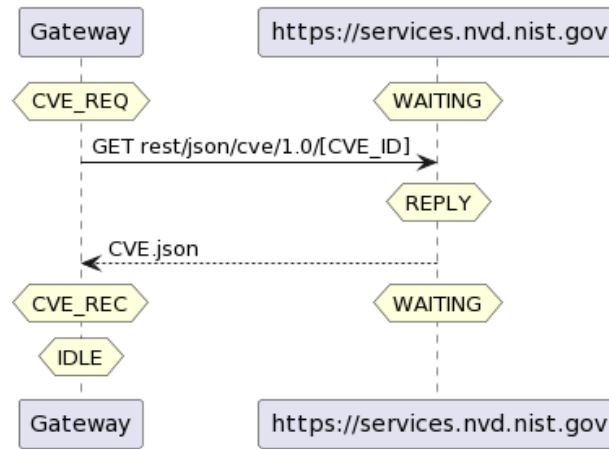 Gateway
https://services.nvd.nist.gov
CVE_REQ
WAITING
GET rest/json/cve/1.0/[CVE_ID]
REPLY
CVE.json
CVE_REC
WAITING
IDLE
Gateway
https://services.nvd.nist.gov